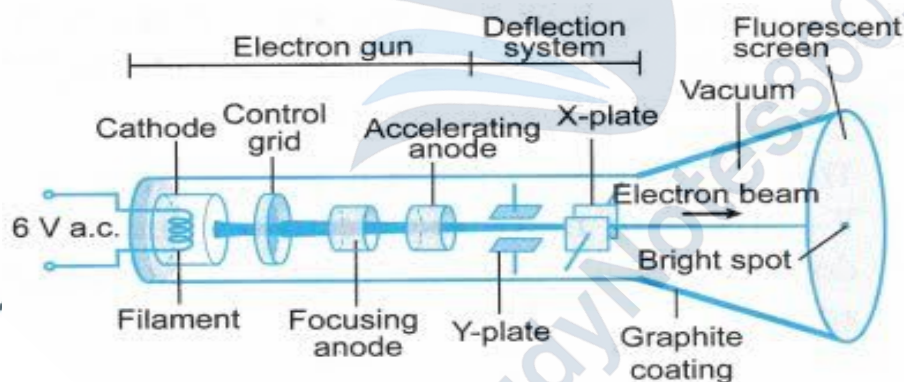 Electron gun
Deflection
system
Fluorescent
screen
Vacuum
Cathode
Control
grid
Accelerating
anode
X-plate
Electron beam
6 V a.c.
Bright spot
Filament
Focusing
anode
Y-plate
Graphite
coating